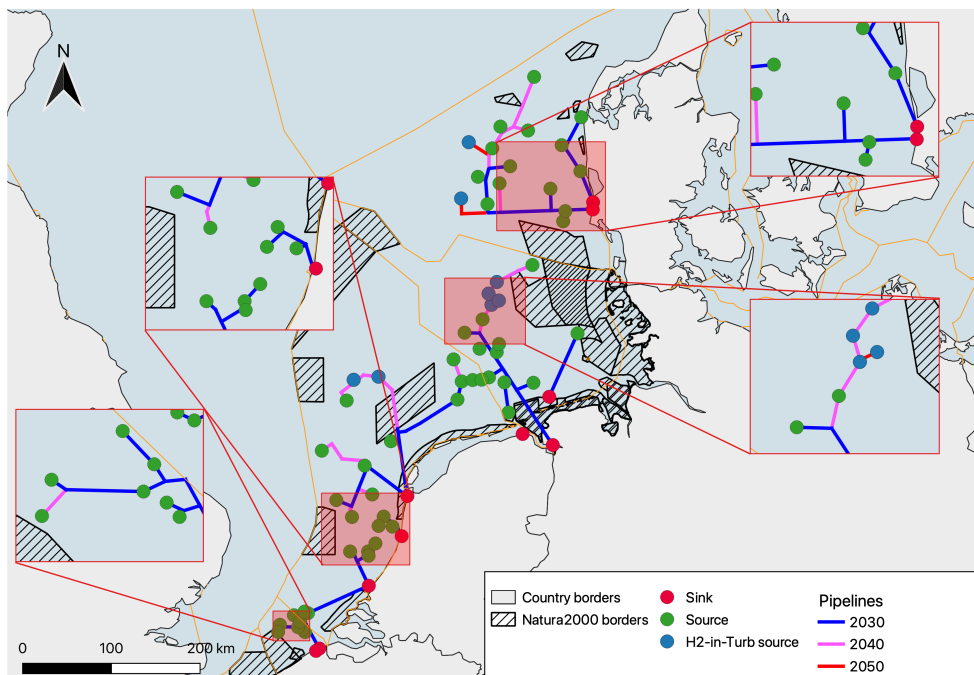 N
Country borders
Natura2000 borders
Sink
Source
H2-in-Turb source
Pipelines
2030
2040
2050
0 100 200 km